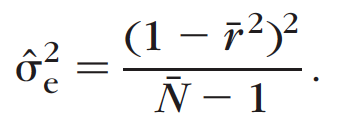 σ̂²ₑ = (1 − r̄²)² / (N̄ − 1) .